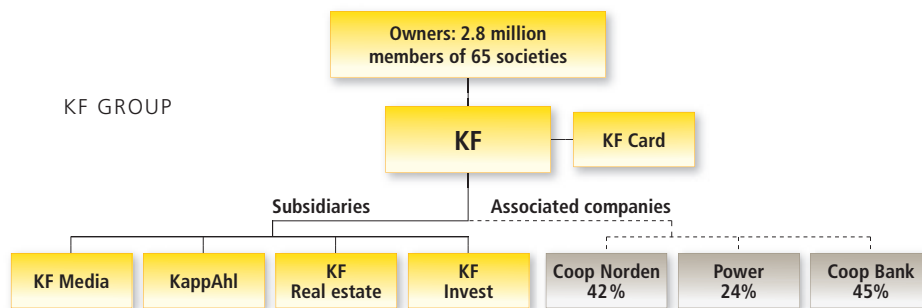 Owners: 2.8 million
members of 65 societies
KF GROUP
KF
KF Card
Subsidiaries
Associated companies
KF Media
KappAhl
KF
Real estate
KF
Invest
Coop Norden
42%
Power
24%
Coop Bank
45%